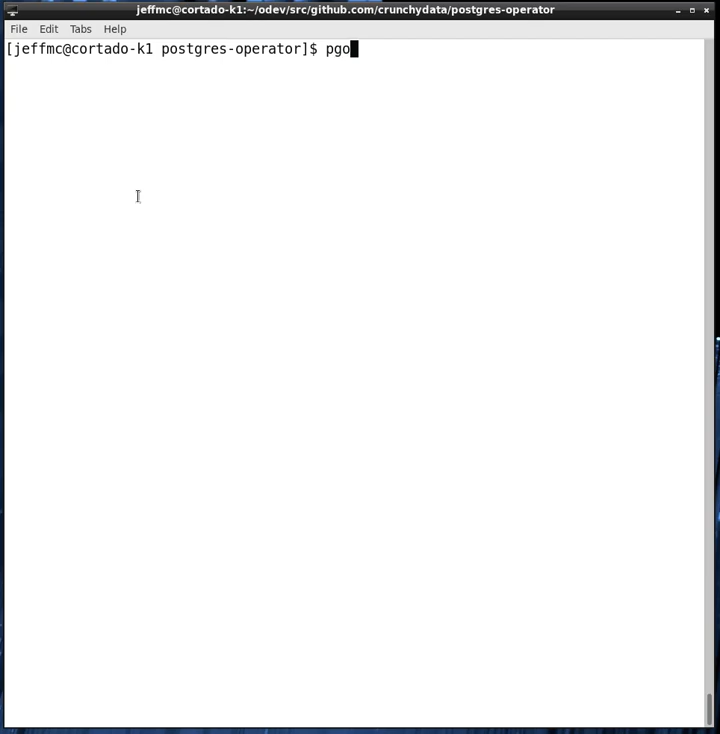 jeffmc@cortado-k1:~/odev/src/github.com/crunchydata/postgres-operator
File Edit Tabs Help
[jeffmc@cortado-k1 postgres-operator]$ pgo